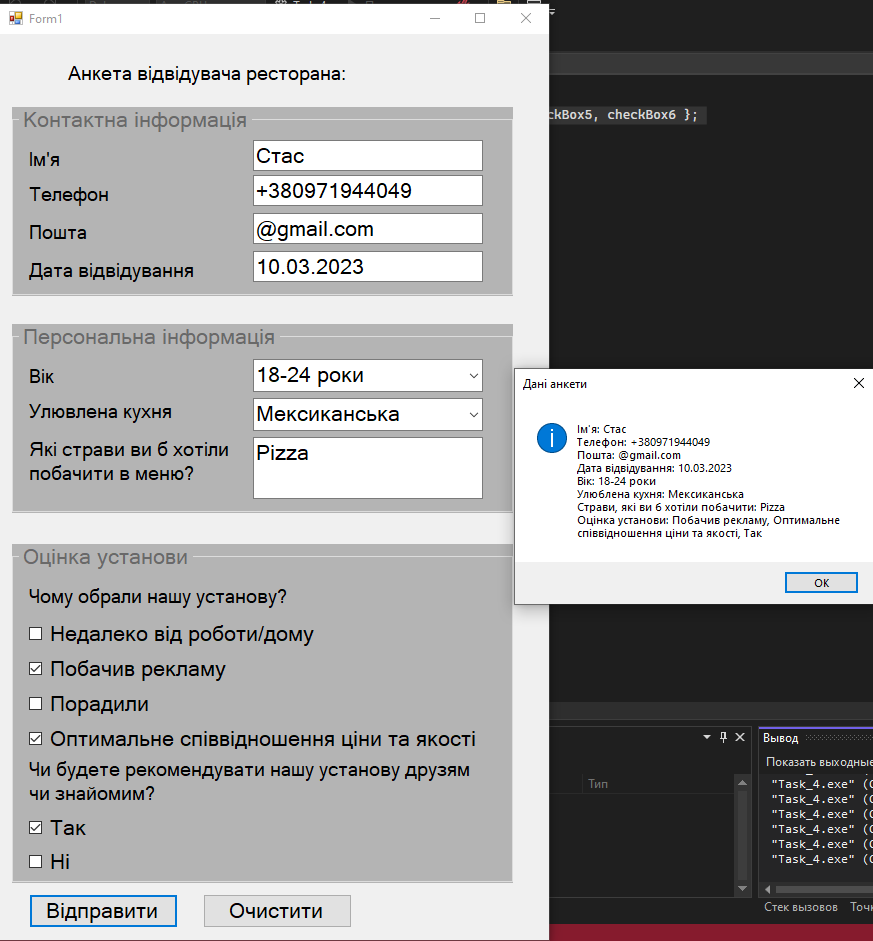 Form1
Анкета відвідувача ресторана:
Контактна інформація
Ім'я
Стас
Телефон
+380971944049
Пошта
@gmail.com
Дата відвідування
10.03.2023
Персональна інформація
Вік
18-24 роки
Улювлена кухня
Мексиканська
Які страви ви б хотіли
побачити в меню?
Pizza
Оцінка установи
Чому обрали нашу установу?
Недалеко від роботи/дому
Побачив рекламу
Порадили
Оптимальне співвідношення ціни та якості
Чи будете рекомендувати нашу установу друзям
чи знайомим?
Так
Ні
Відправити
Очистити
ckBox5, checkBox6 };
Дані анкети
Ім'я: Стас
Телефон: +380971944049
Пошта: @gmail.com
Дата відвідування: 10.03.2023
Вік: 18-24 роки
Улюблена кухня: Мексиканська
Страви, які ви б хотіли побачити: Pizza
Оцінка установи: Побачив рекламу, Оптимальне
співвідношення ціни та якості, Так
OK
Тип
Вывод
Показать выходные
"Task_4.exe" (C
"Task_4.exe" (C
"Task_4.exe" (C
"Task_4.exe" (C
"Task_4.exe" (C
"Task_4.exe" (C
Стек вызовов
Точк